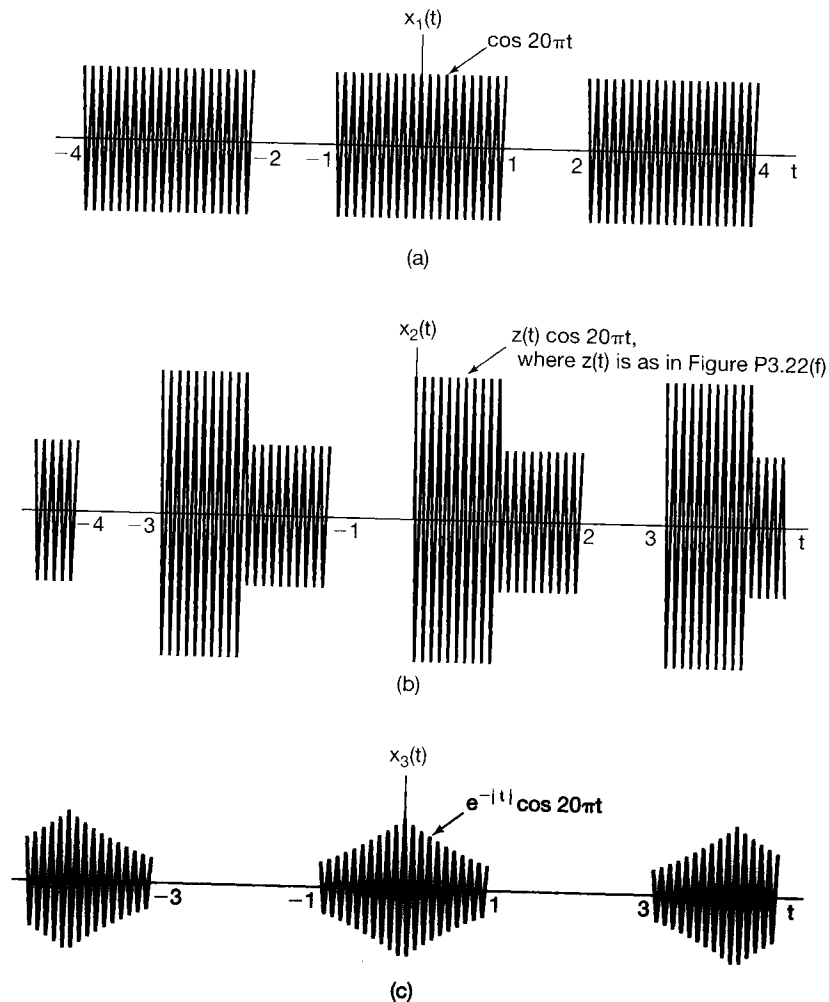 x₁(t)
cos 20πt
−4 −2 −1 1 2 4 t
(a)
x₂(t)
z(t) cos 20πt,
where z(t) is as in Figure P3.22(f)
−4 −3 −1 2 3 t
(b)
x₃(t)
e^{−|t|} cos 20πt
−3 −1 1 3 t
(c)